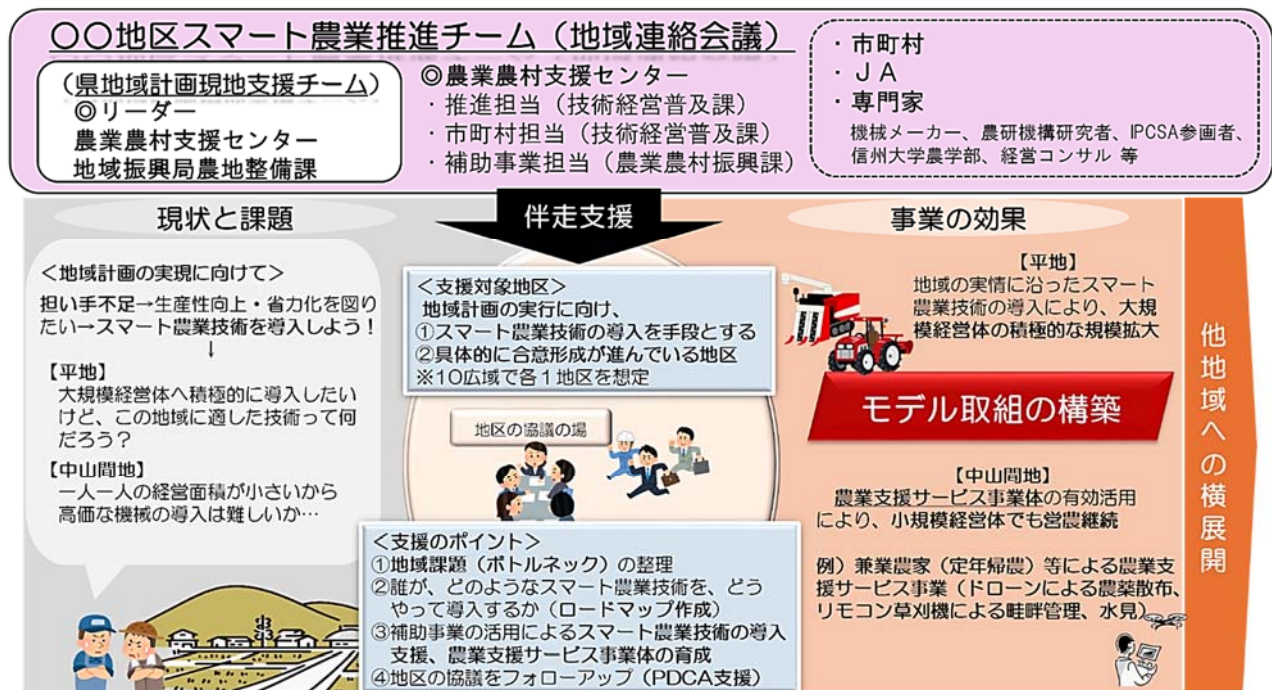 〇〇地区スマート農業推進チーム（地域連絡会議）
（県地域計画現地支援チーム）
◎リーダー
農業農村支援センター
地域振興局農地整備課
◎農業農村支援センター
・推進担当（技術経営普及課）
・市町村担当（技術経営普及課）
・補助事業担当（農業農村振興課）
・市町村
・ＪＡ
・専門家
機械メーカー、農研機構研究者、IPCSA参画者、
信州大学農学部、経営コンサル 等
伴走支援
現状と課題
＜地域計画の実現に向けて＞
担い手不足→生産性向上・省力化を図り
たい→スマート農業技術を導入しよう！
↓
【平地】
大規模経営体へ積極的に導入したい
けど、この地域に適した技術って何
だろう？
【中山間地】
一人一人の経営面積が小さいから
高価な機械の導入は難しいか…
＜支援対象地区＞
地域計画の実行に向け、
①スマート農業技術の導入を手段とする
②具体的に合意形成が進んでいる地区
※10広域で各１地区を想定
地区の協議の場
＜支援のポイント＞
①地域課題（ボトルネック）の整理
②誰が、どのようなスマート農業技術を、どう
やって導入するか（ロードマップ作成）
③補助事業の活用によるスマート農業技術の導入
支援、農業支援サービス事業体の育成
④地区の協議をフォローアップ（PDCA支援）
事業の効果
【平地】
地域の実情に沿ったスマート
農業技術の導入により、大規
模経営体の積極的な規模拡大
モデル取組の構築
【中山間地】
農業支援サービス事業体の有効活用
により、小規模経営体でも営農継続
例）兼業農家（定年帰農）等による農業支
援サービス事業（ドローンによる農薬散布、
リモコン草刈機による畦畔管理、水見）
他地域への横展開